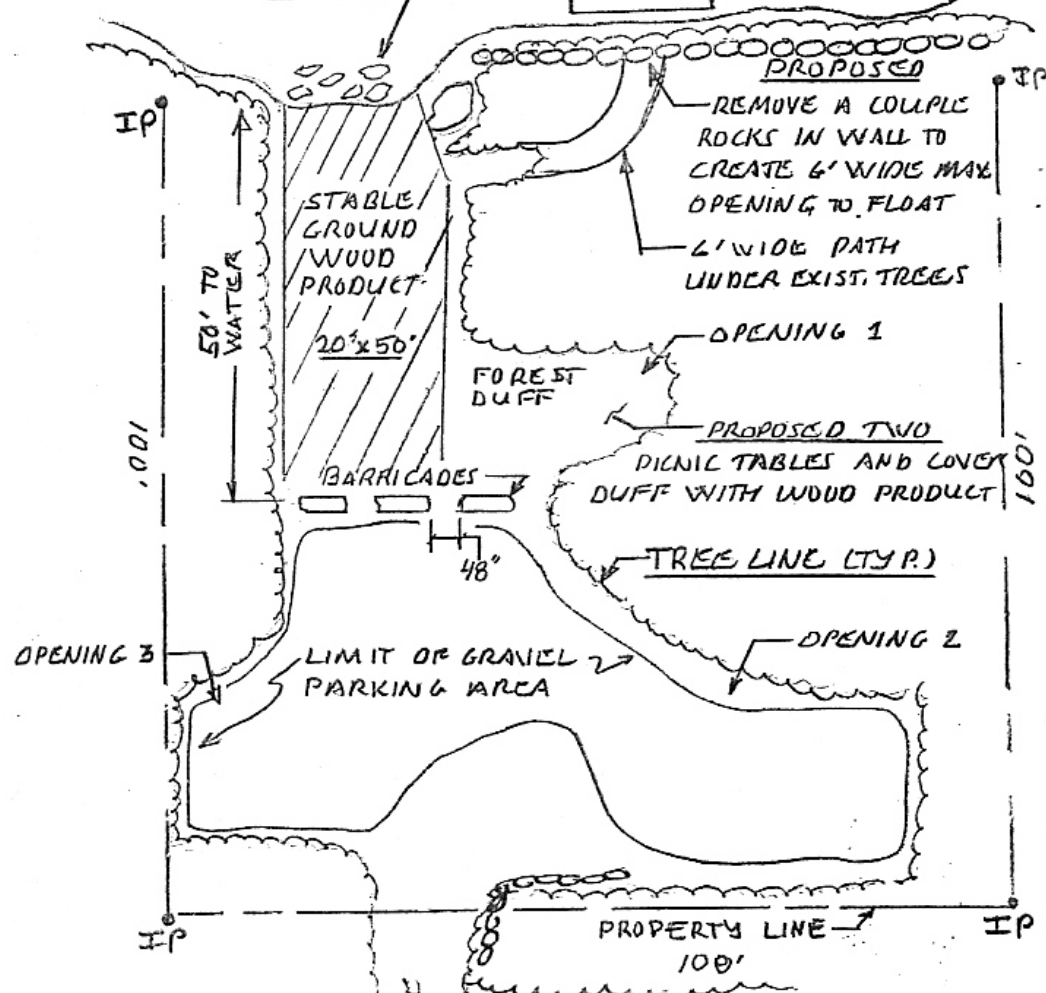 PROPOSED
IP
IP
REMOVE A COUPLE
ROCKS IN WALL TO
CREATE 6' WIDE MAX
OPENING TO FLOAT
STABLE
GROUND
WOOD
PRODUCT
6' WIDE PATH
UNDER EXIST. TREES
50' TO
WATER
20'±x50'
OPENING 1
FOREST
DUFF
PROPOSED TWO
PICNIC TABLES AND COVER
DUFF WITH WOOD PRODUCT
100'
100'
BARRICADES
48"
TREE LINE (TYP.)
OPENING 3
OPENING 2
LIMIT OF GRAVEL
PARKING AREA
IP
PROPERTY LINE
IP
100'